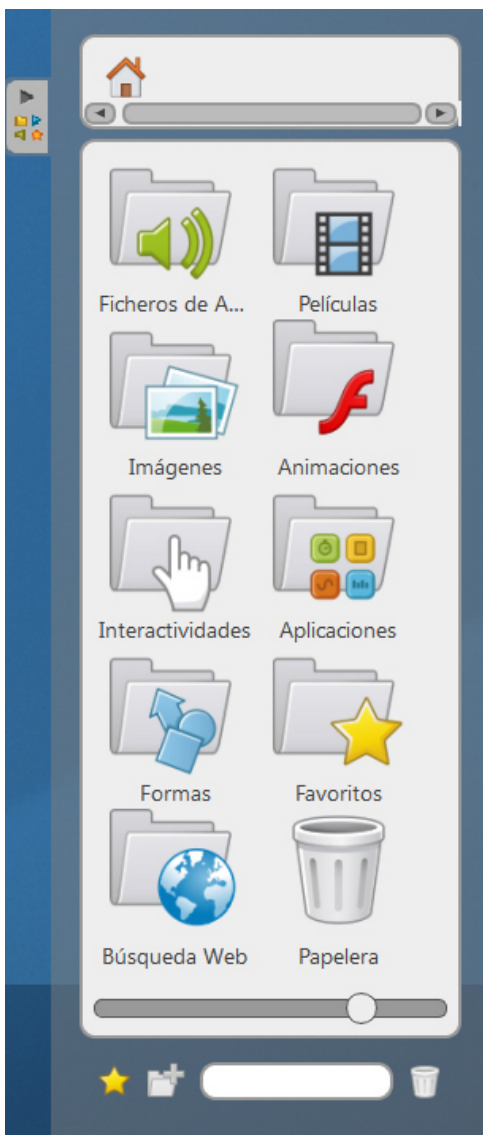 Ficheros de A... Películas
Imágenes Animaciones
Interactividades Aplicaciones
Formas Favoritos
Búsqueda Web Papelera